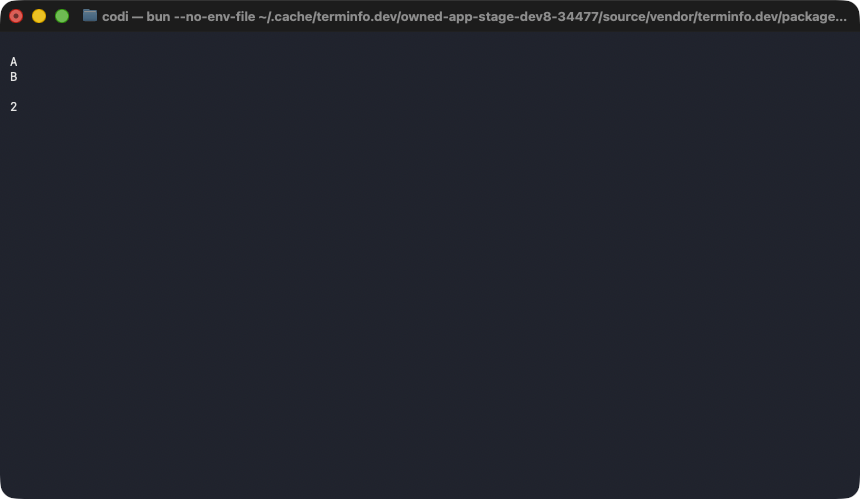 codi — bun --no-env-file ~/.cache/terminfo.dev/owned-app-stage-dev8-34477/source/vendor/terminfo.dev/package...
A
B
2